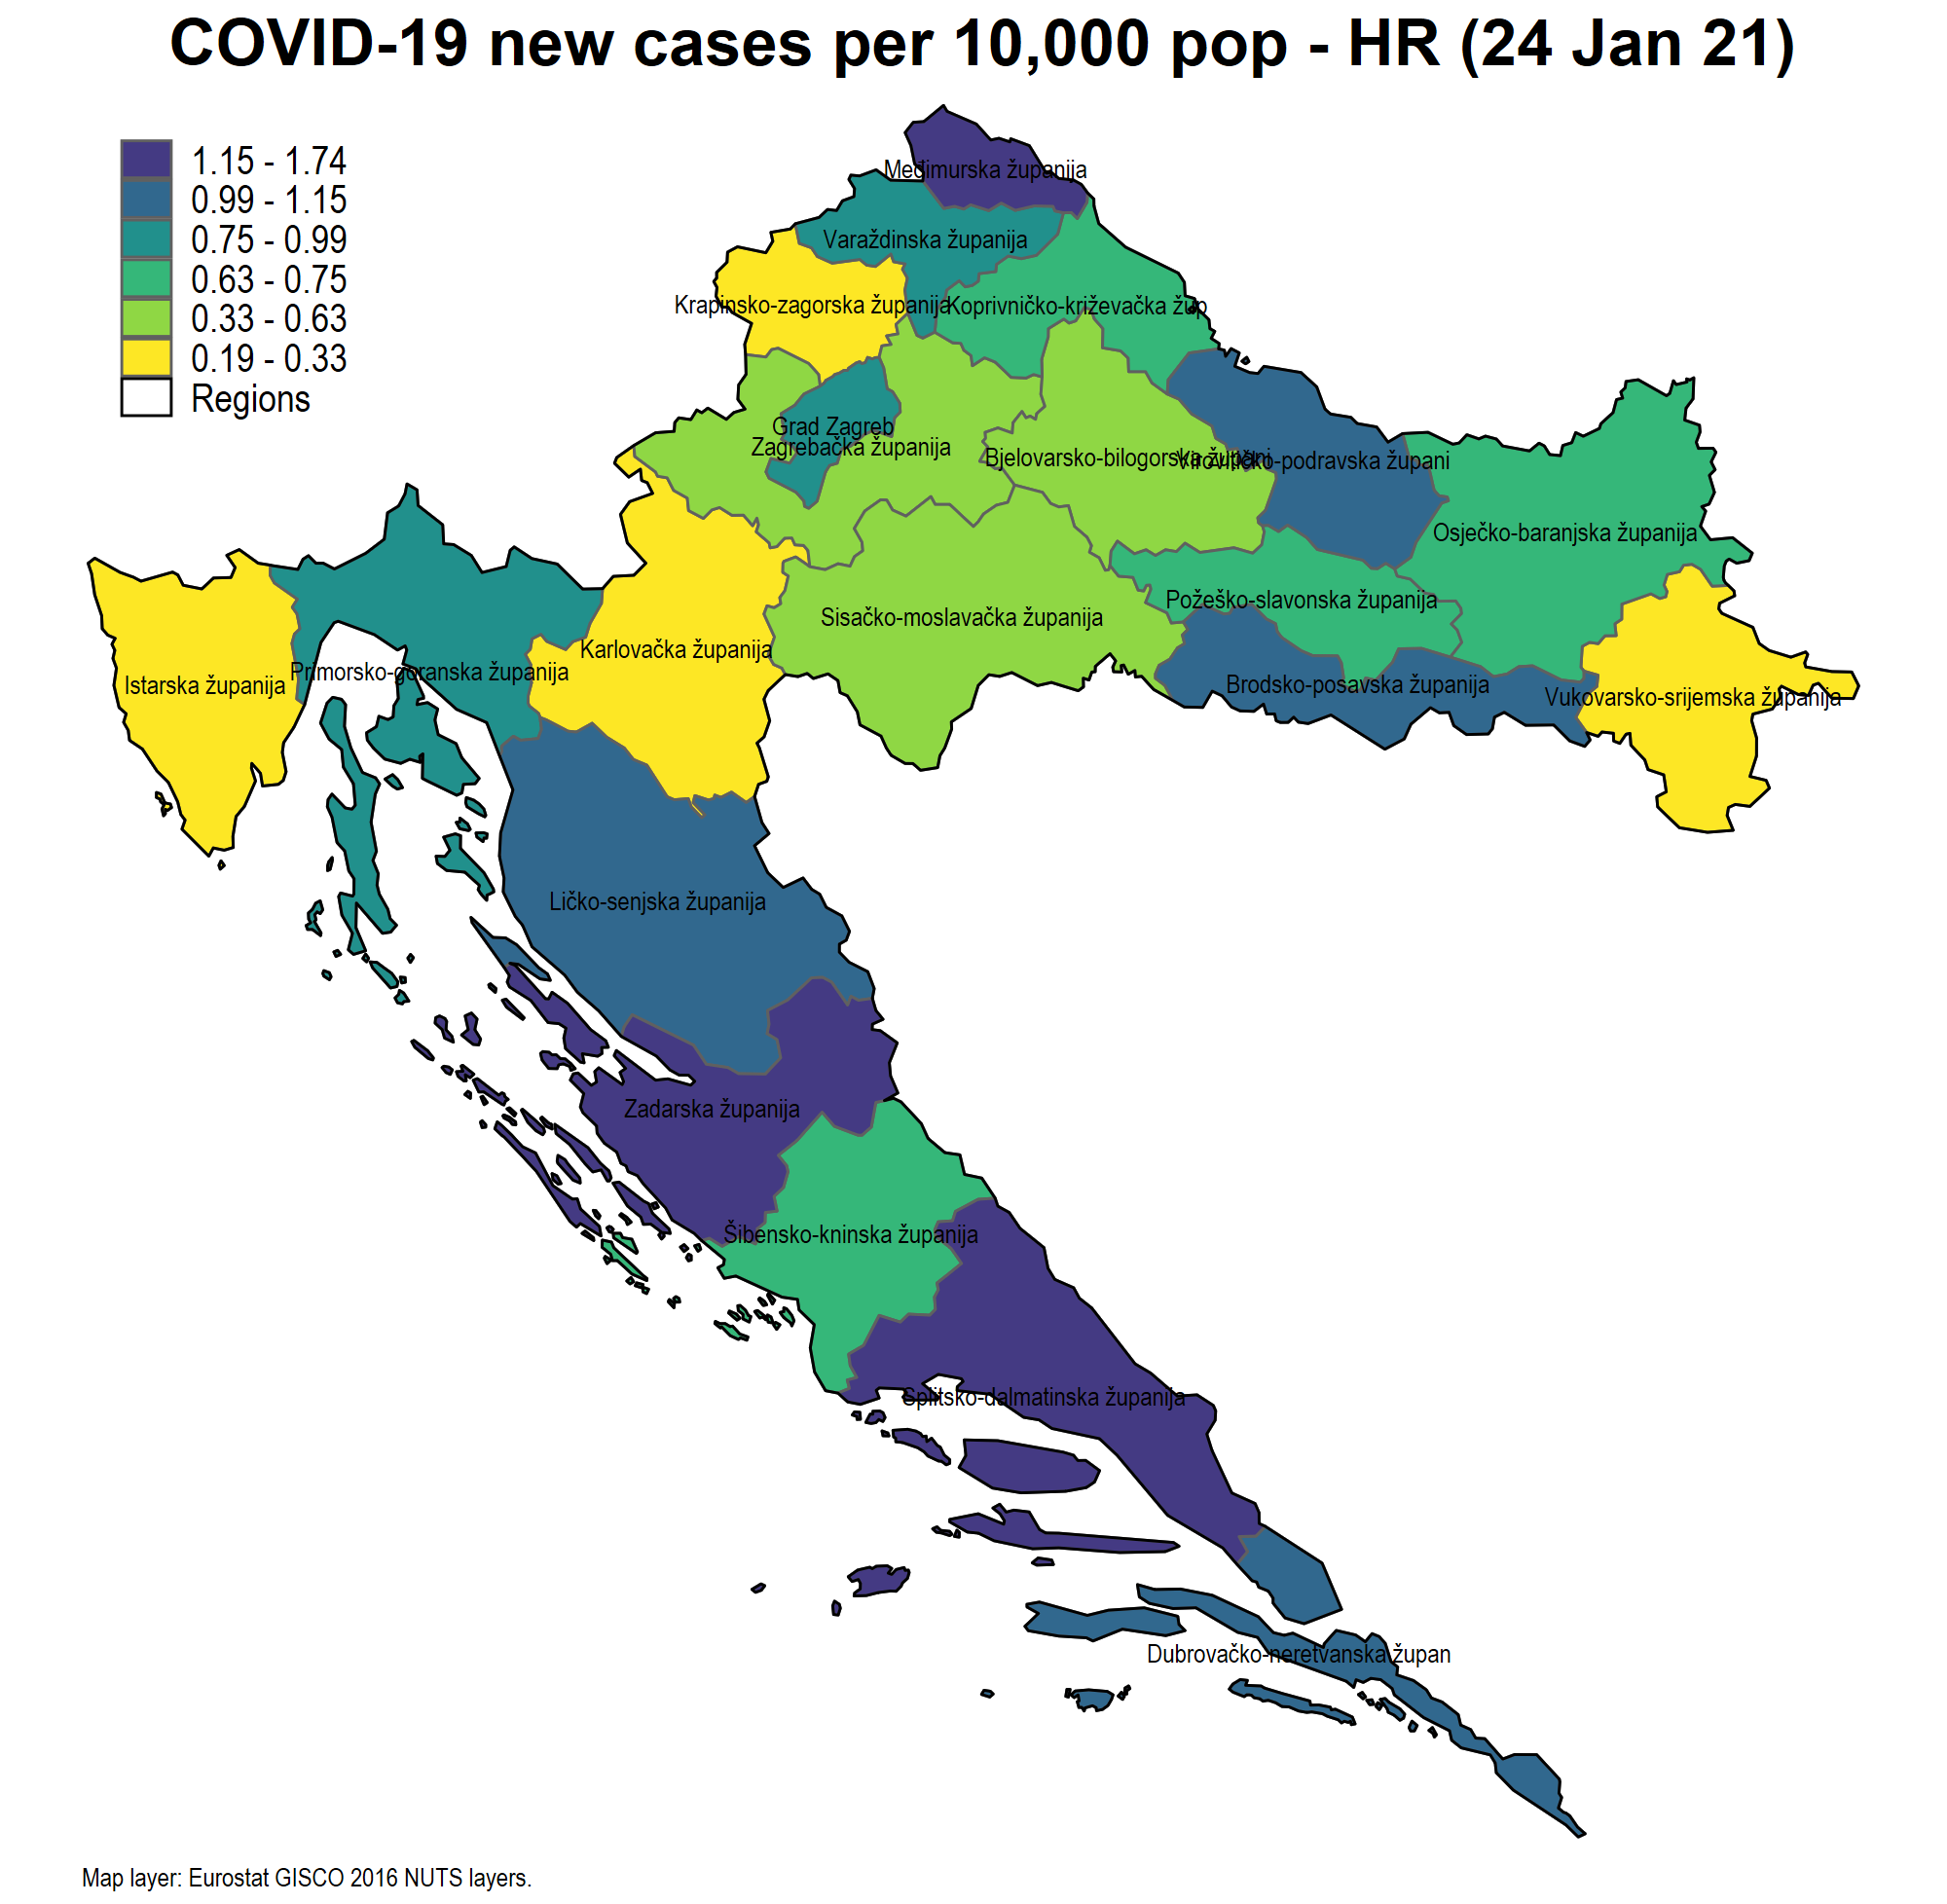 COVID-19 new cases per 10,000 pop - HR (24 Jan 21)
1.15 - 1.74
0.99 - 1.15
0.75 - 0.99
0.63 - 0.75
0.33 - 0.63
0.19 - 0.33
Regions
Međimurska županija
Varaždinska županija
Krapinsko-zagorska županija
Koprivničko-križevačka žup
Grad Zagreb
Zagrebačka županija
Bjelovarsko-bilogorska župani
Virovitičko-podravska župani
Osječko-baranjska županija
Požeško-slavonska županija
Sisačko-moslavačka županija
Karlovačka županija
Primorsko-goranska županija
Istarska županija
Brodsko-posavska županija
Vukovarsko-srijemska županija
Ličko-senjska županija
Zadarska županija
Šibensko-kninska županija
Splitsko-dalmatinska županija
Dubrovačko-neretvanska župan
Map layer: Eurostat GISCO 2016 NUTS layers.